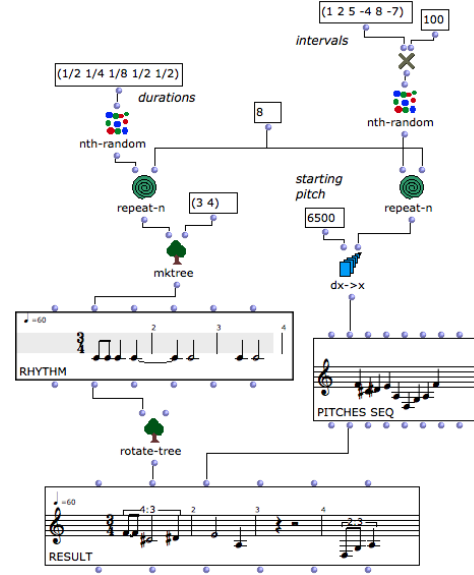 (1 2 5 -4 8 -7)
100
intervals
(1/2 1/4 1/8 1/2 1/2)
durations
nth-random
nth-random
8
starting
pitch
(3 4)
6500
repeat-n
repeat-n
mktree
dx->x
=60
2
3
4
3
4
RHYTHM
PITCHES SEQ
rotate-tree
=60
4:3
2
3
4
2:3
3
4
RESULT